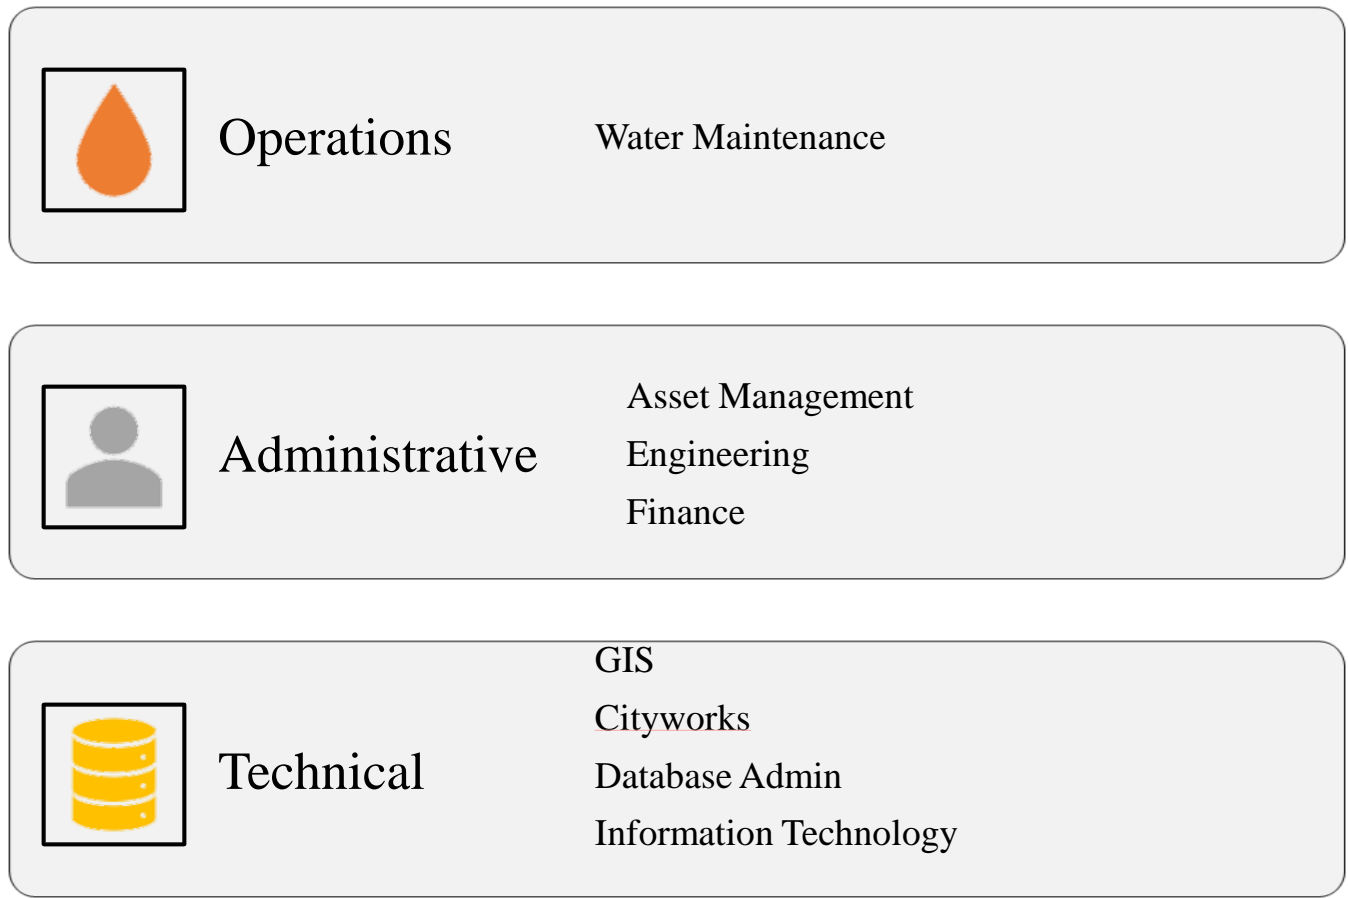 Operations
Water Maintenance
Administrative
Asset Management
Engineering
Finance
Technical
GIS
Cityworks
Database Admin
Information Technology